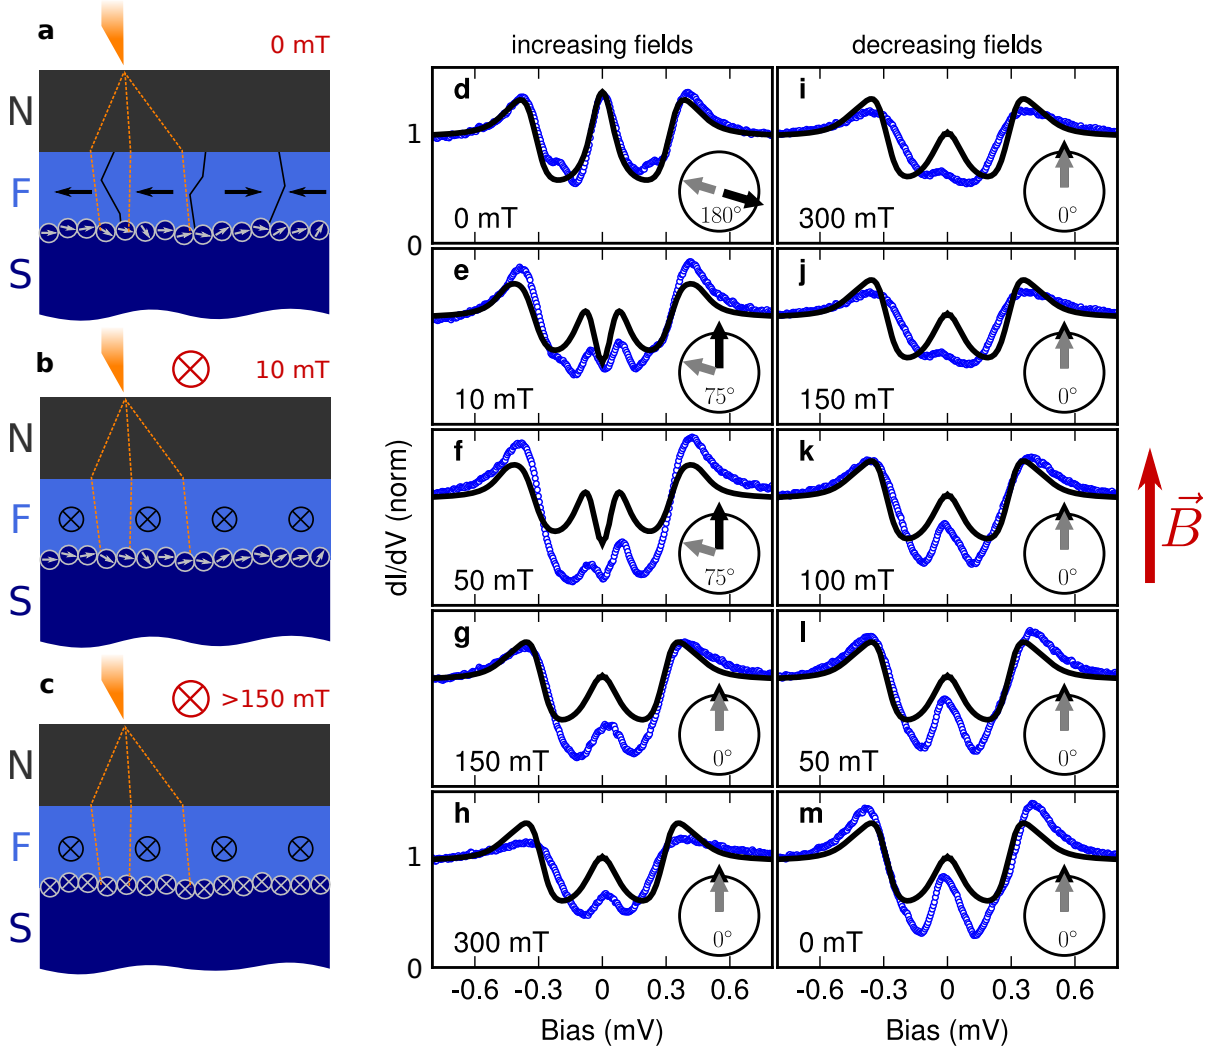 a
0 mT
N
F
S
b
10 mT
N
F
S
c
>150 mT
N
F
S
increasing fields
decreasing fields
dI/dV (norm)
1
0
d
0 mT
180°
i
300 mT
0°
e
10 mT
75°
j
150 mT
0°
f
50 mT
75°
k
100 mT
0°
g
150 mT
0°
l
50 mT
0°
1
0
h
300 mT
0°
m
0 mT
0°
-0.6 -0.3 0 0.3 0.6
-0.6 -0.3 0 0.3 0.6
Bias (mV)
Bias (mV)
B⃗